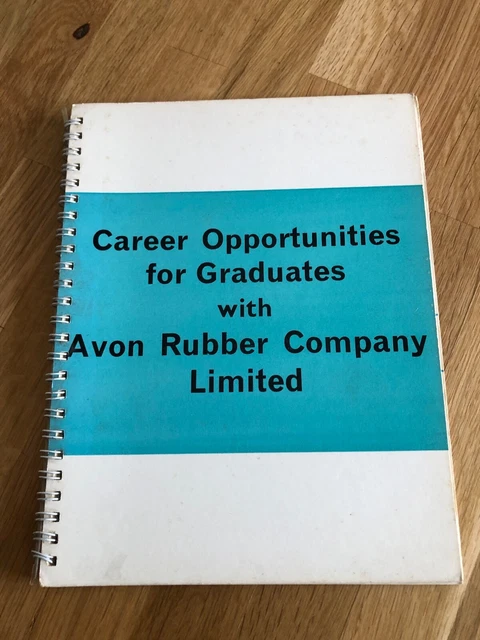 Career Opportunities
for Graduates
with
Avon Rubber Company
Limited